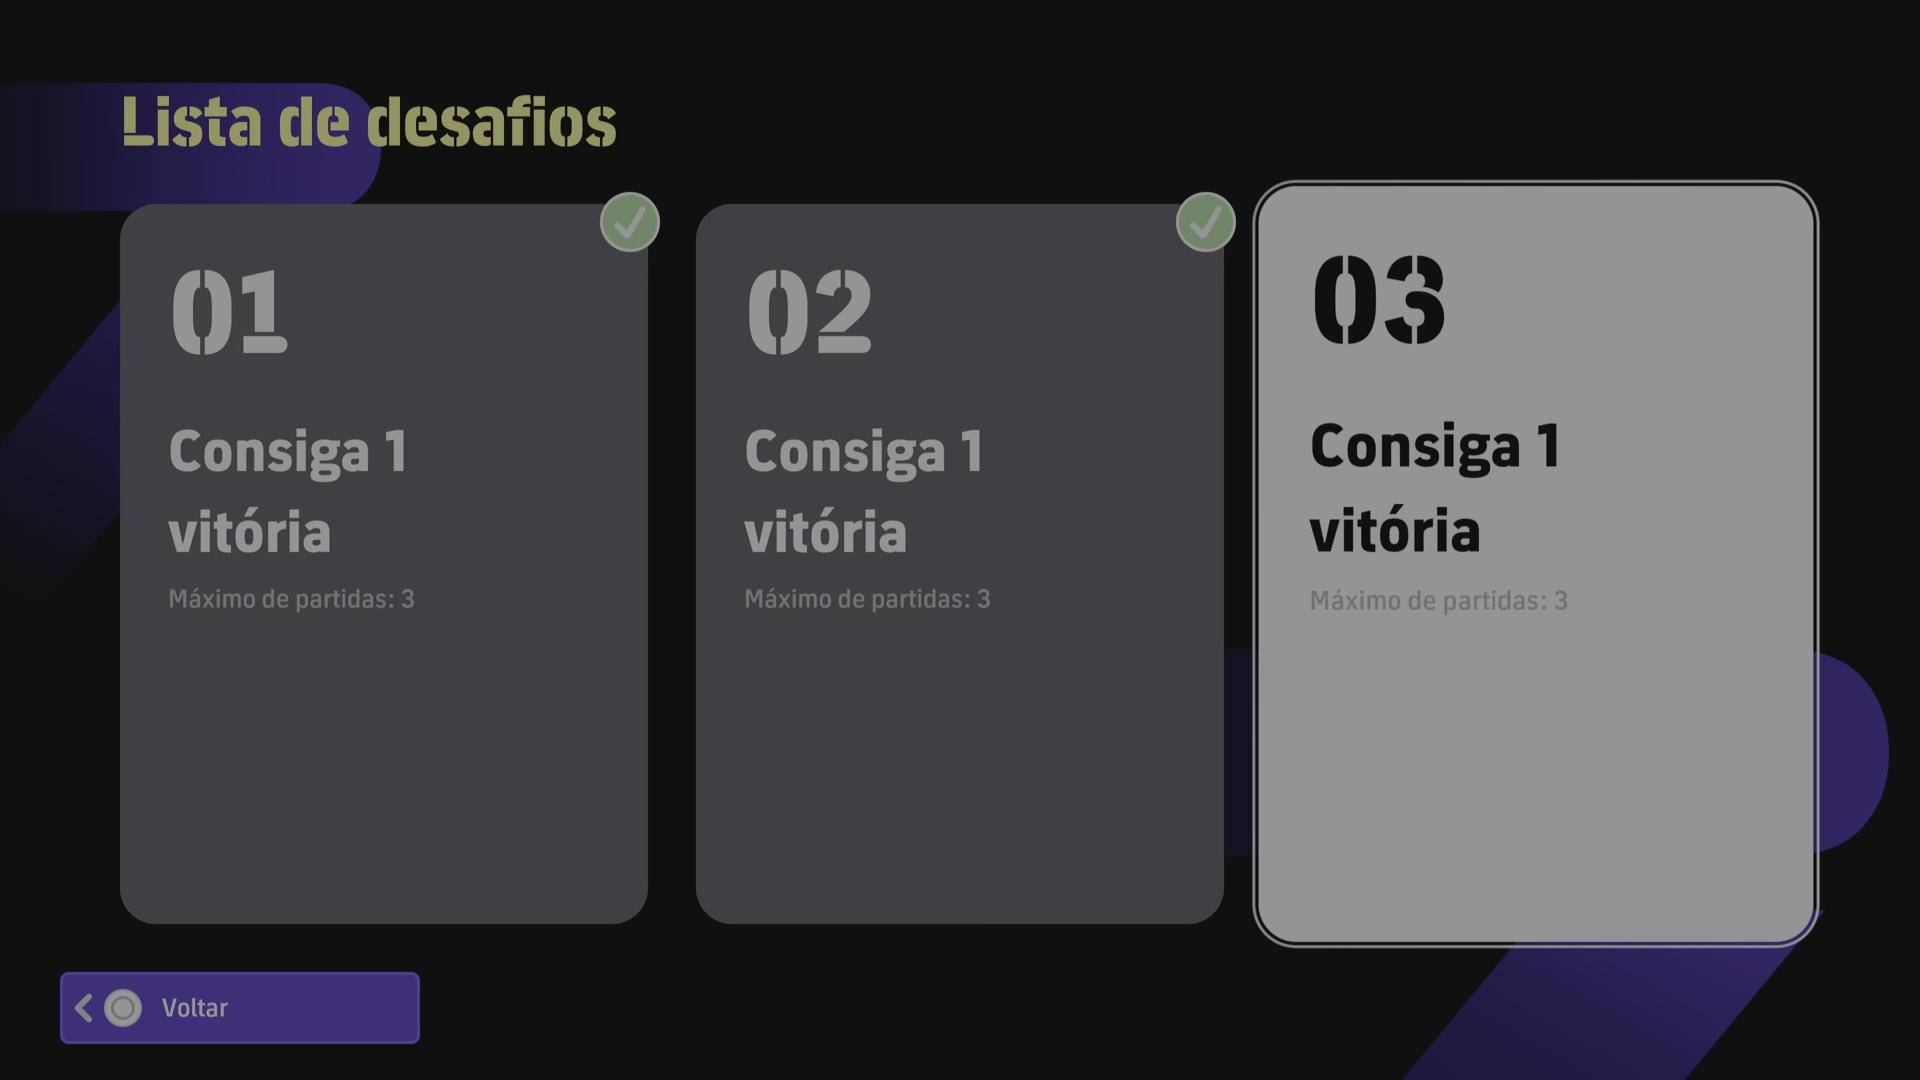 Lista de desafios
01
Consiga 1
vitória
Máximo de partidas: 3
02
Consiga 1
vitória
Máximo de partidas: 3
03
Consiga 1
vitória
Máximo de partidas: 3
Voltar